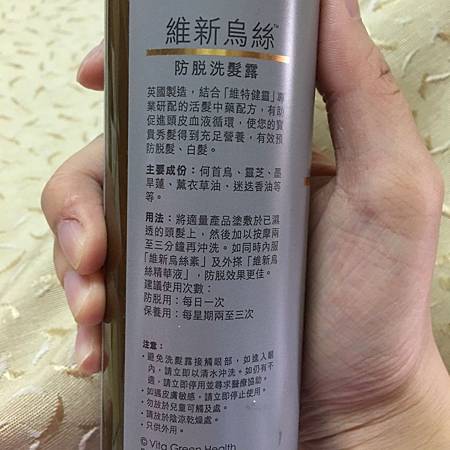 維新烏絲™
防脫洗髮露
英國製造，結合「維特健靈」專
業研配的活髮中藥配方，有助
促進頭皮血液循環，使您的寶
貴秀髮得到充足營養，有效預
防脫髮、白髮。
主要成份：何首烏、靈芝、墨
旱蓮、薰衣草油、迷迭香油等
等。
用法：將適量產品塗敷於已濕
透的頭髮上，然後加以按摩兩
至三分鐘再沖洗。如同時內服
「維新烏絲素」及外搽「維新烏
絲精華液」，防脫效果更佳。
建議使用次數：
防脫用：每日一次
保養用：每星期兩至三次
注意：
・避免洗髮露接觸眼部，如進入眼
內，請立即以清水沖洗。如仍有不
適，請立即停用並尋求醫療協助。
・如遇皮膚敏感，請立即停止使用。
・勿放於兒童可觸及處。
・請放於陰涼乾燥處。
・只供外用。
© Vita Green Health